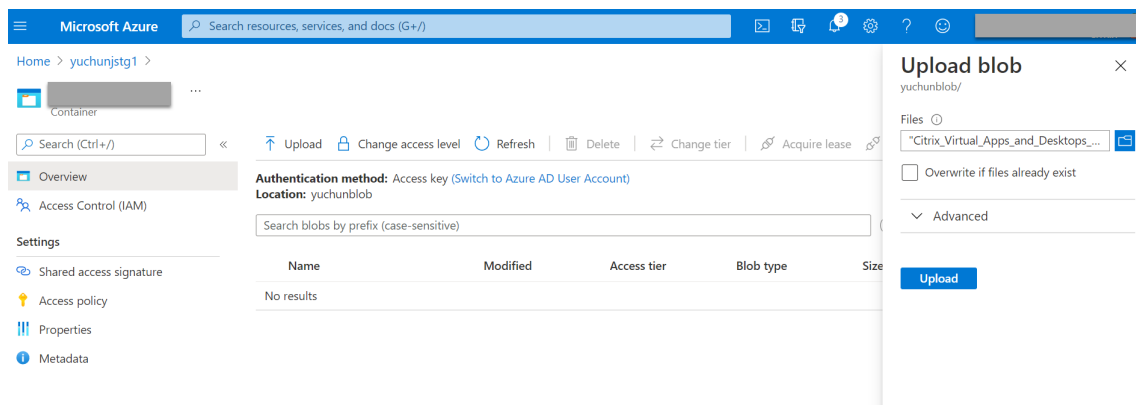 Microsoft Azure
Search resources, services, and docs (G+/)
3
Home > yuchunjstg1 >
...
Container
Search (Ctrl+/)
«
Overview
Access Control (IAM)
Settings
Shared access signature
Access policy
Properties
Metadata
Upload Change access level Refresh Delete Change tier Acquire lease
Authentication method: Access key (Switch to Azure AD User Account)
Location: yuchunblob
Search blobs by prefix (case-sensitive)
Name Modified Access tier Blob type Size
No results
Upload blob
yuchunblob/
Files
"Citrix_Virtual_Apps_and_Desktops_...
Overwrite if files already exist
Advanced
Upload